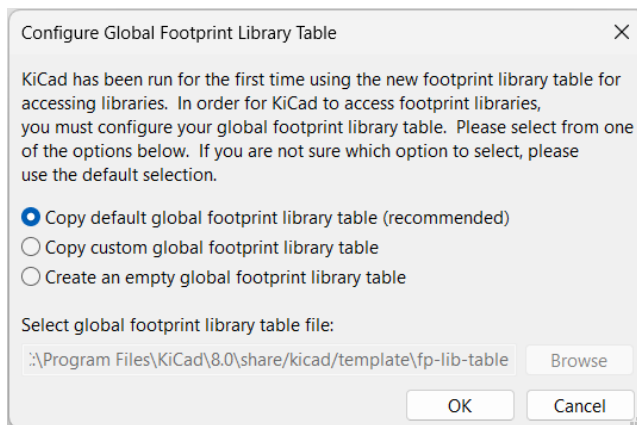 Configure Global Footprint Library Table
KiCad has been run for the first time using the new footprint library table for
accessing libraries. In order for KiCad to access footprint libraries,
you must configure your global footprint library table. Please select from one
of the options below. If you are not sure which option to select, please
use the default selection.
Copy default global footprint library table (recommended)
Copy custom global footprint library table
Create an empty global footprint library table
Select global footprint library table file:
:\Program Files\KiCad\8.0\share/kicad/template\fp-lib-table
Browse
OK
Cancel